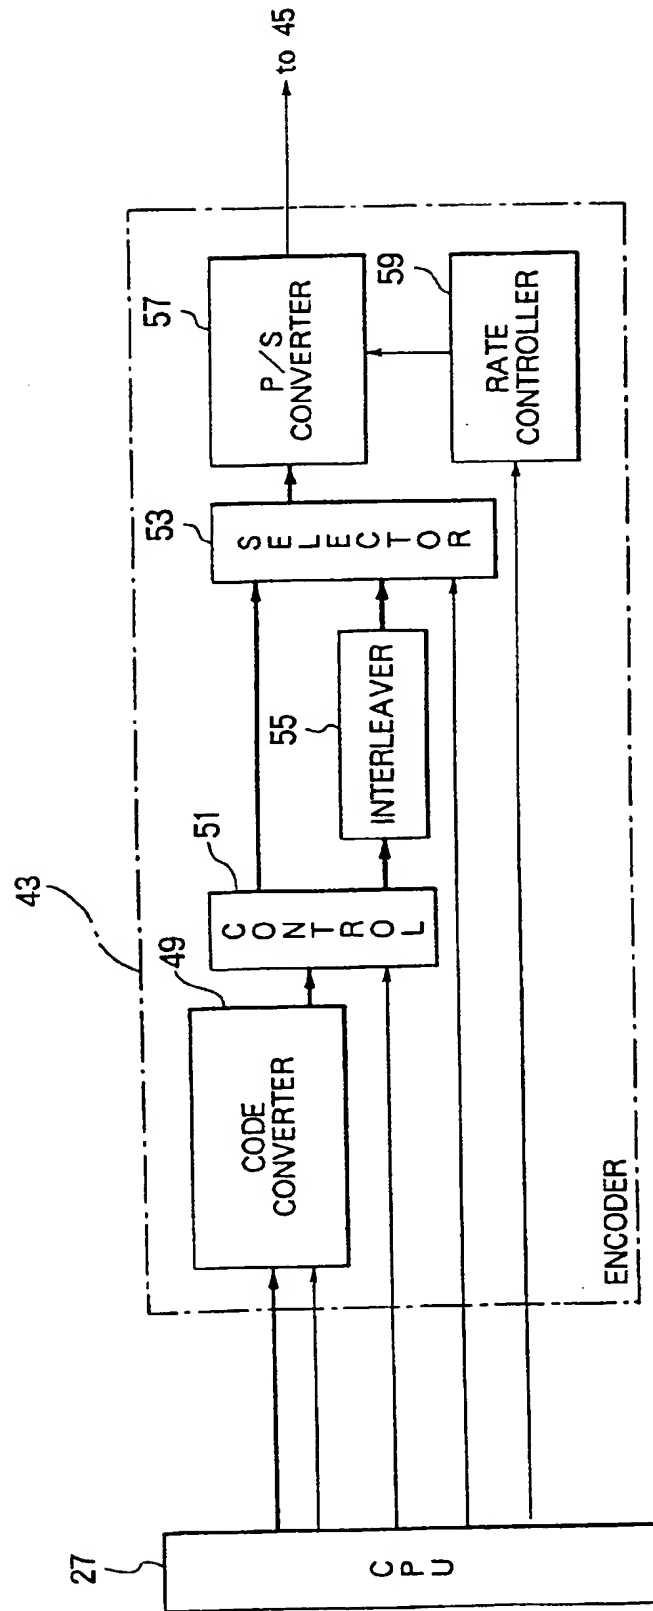 43
27
CPU
49
CODE
CONVERTER
51
CONTROL
55
INTERLEAVER
53
SELECTOR
57
P/S
CONVERTER
59
RATE
CONTROLLER
to 45
ENCODER